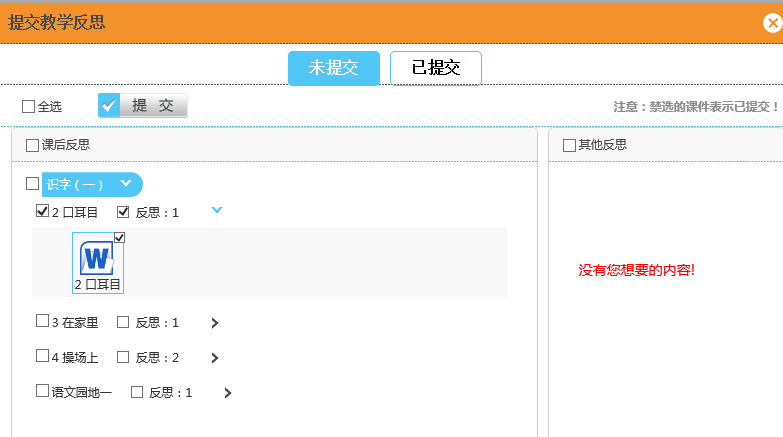 提交教学反思
未提交 已提交
全选 提 交 注意：禁选的课件表示已提交！
课后反思
识字（一）
2 口耳目 反思：1
W
2 口耳目
3 在家里 反思：1
4 操场上 反思：2
语文园地一 反思：1
其他反思
没有您想要的内容!